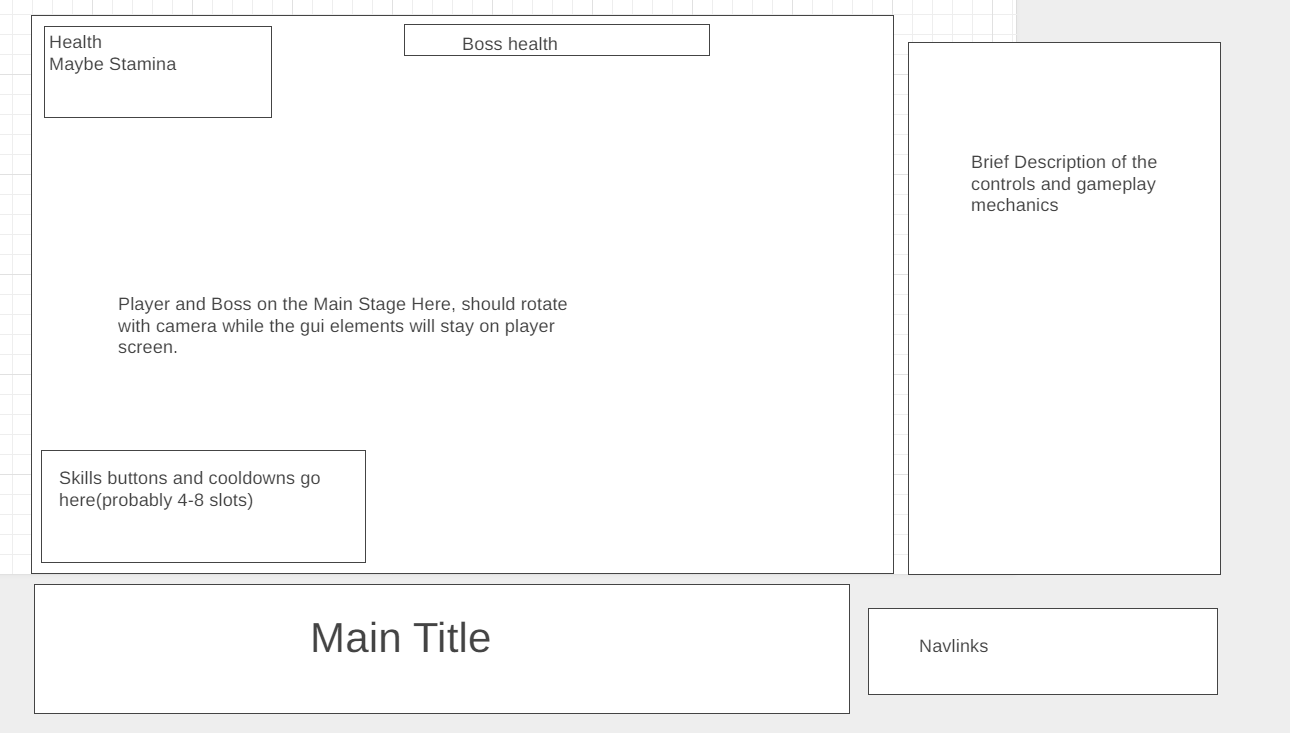 Health
Maybe Stamina
Boss health
Brief Description of the
controls and gameplay
mechanics
Player and Boss on the Main Stage Here, should rotate
with camera while the gui elements will stay on player
screen.
Skills buttons and cooldowns go
here(probably 4-8 slots)
Main Title
Navlinks